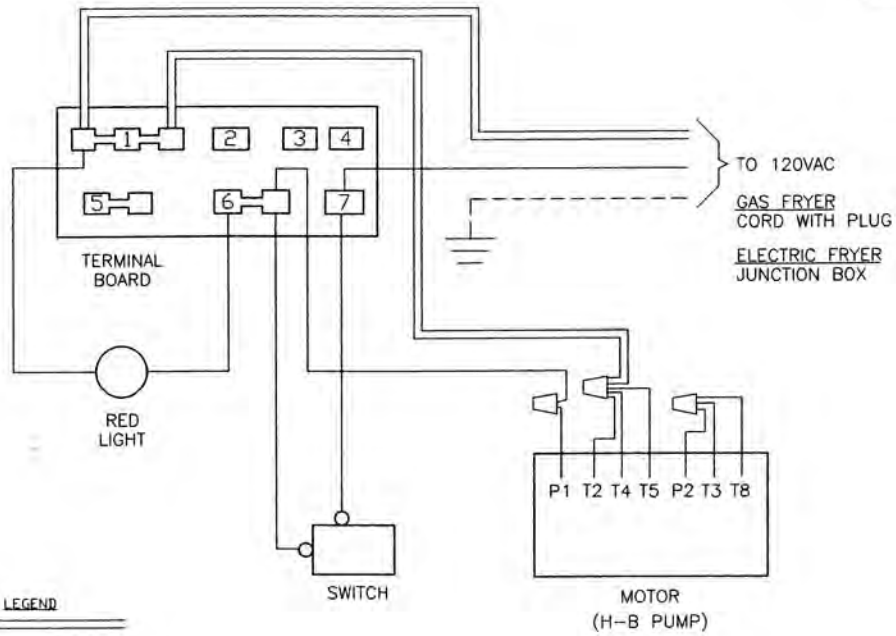 1
2
3
4
TO 120VAC
GAS FRYER
CORD WITH PLUG
ELECTRIC FRYER
JUNCTION BOX
5
6
7
TERMINAL
BOARD
RED
LIGHT
P1 T2 T4 T5 P2 T3 T8
SWITCH
MOTOR
(H-B PUMP)
LEGEND